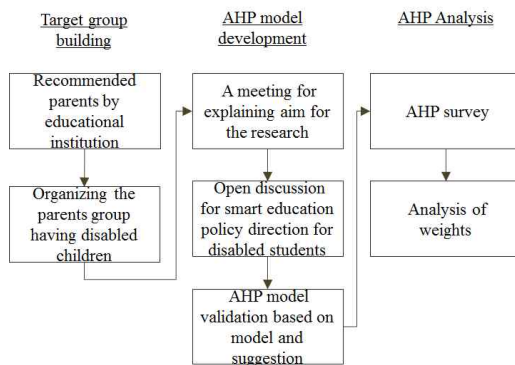 Target group
building
Recommended
parents by
educational
institution
Organizing the
parents group
having disabled
children
AHP model
development
A meeting for
explaining aim for
the research
Open discussion
for smart education
policy direction for
disabled students
AHP model
validation based on
model and
suggestion
AHP Analysis
AHP survey
Analysis of
weights